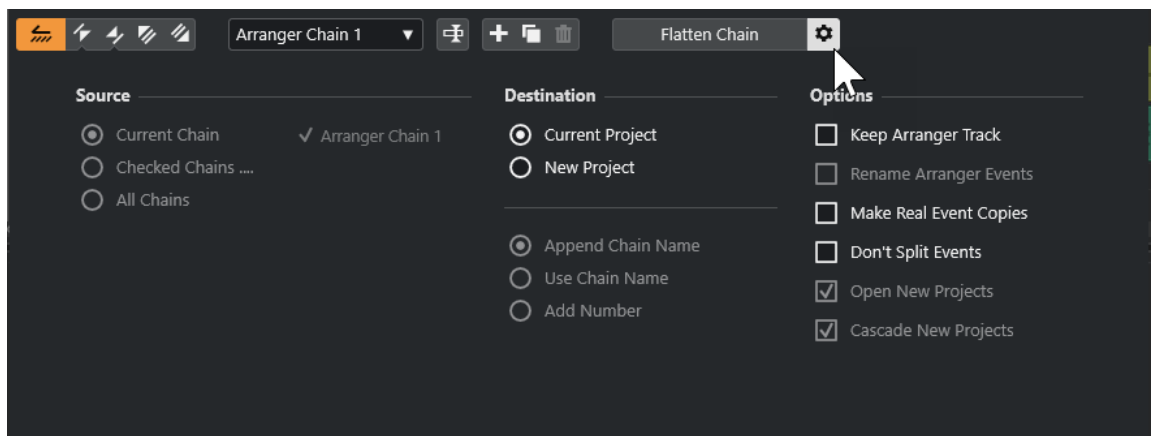 Arranger Chain 1
Flatten Chain
Source
Current Chain
Arranger Chain 1
Checked Chains ....
All Chains
Destination
Current Project
New Project
Append Chain Name
Use Chain Name
Add Number
Options
Keep Arranger Track
Rename Arranger Events
Make Real Event Copies
Don't Split Events
Open New Projects
Cascade New Projects